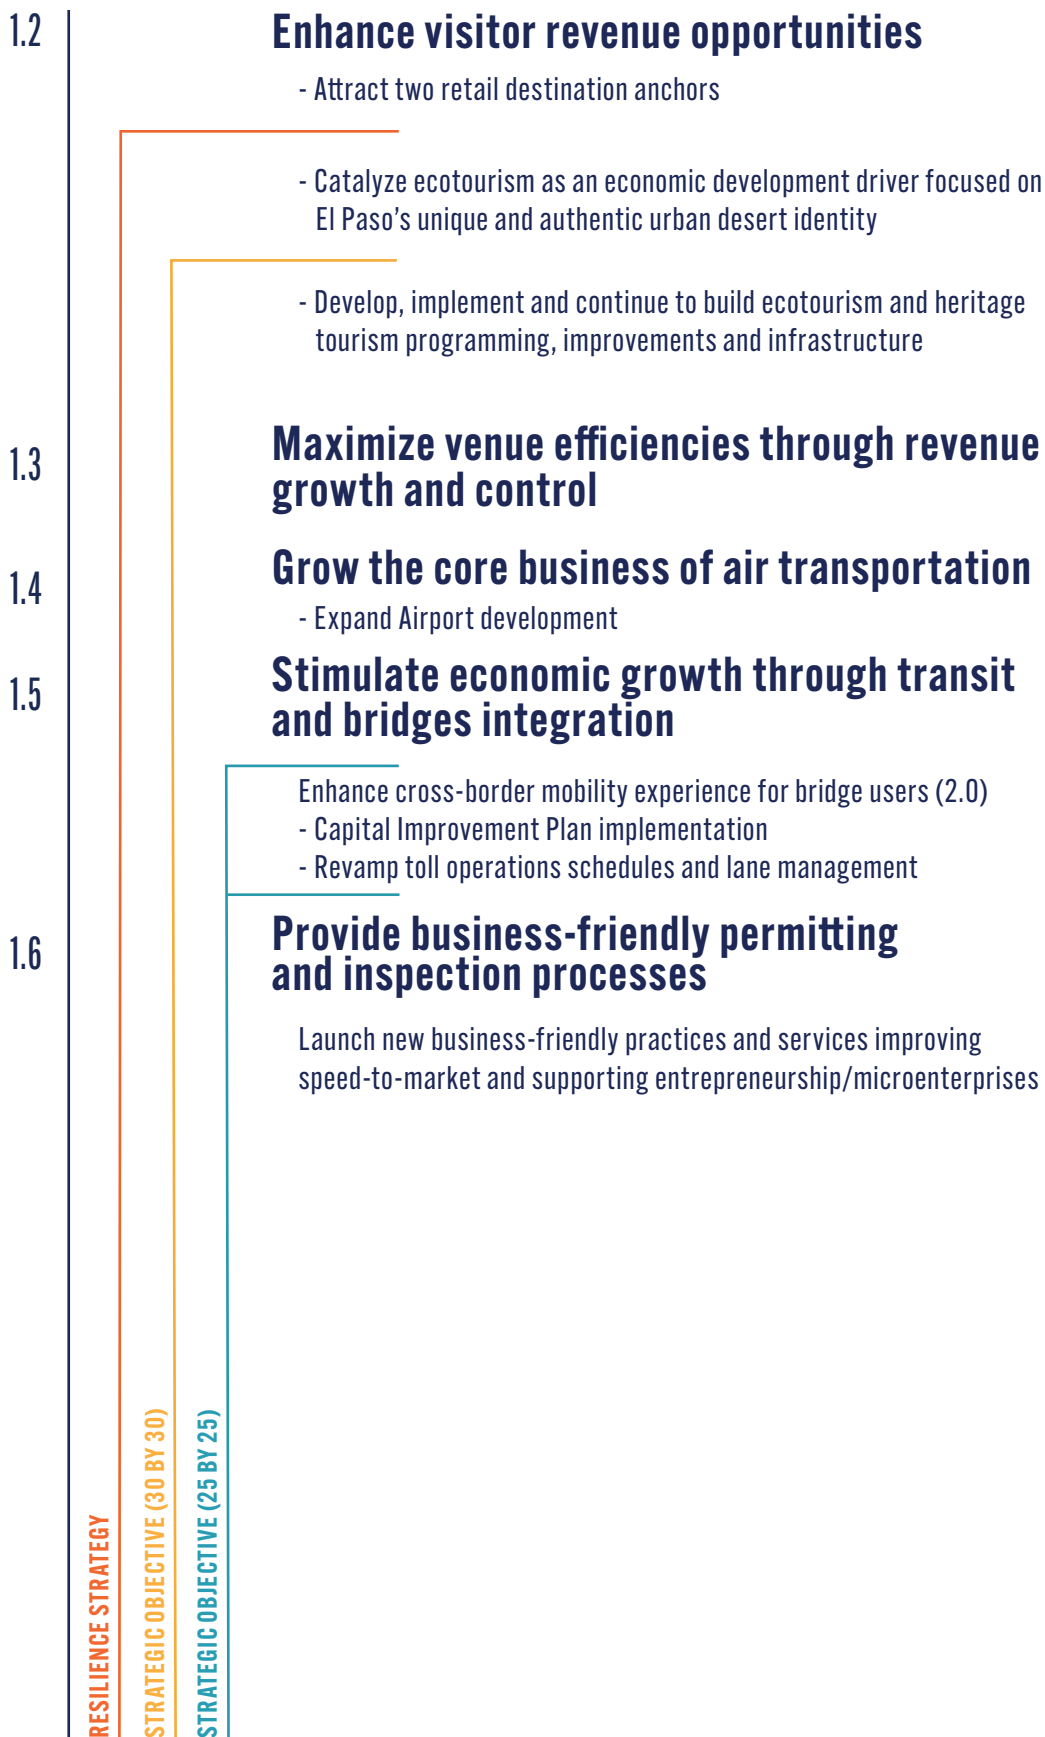 1.2
Enhance visitor revenue opportunities
- Attract two retail destination anchors
- Catalyze ecotourism as an economic development driver focused on
El Paso's unique and authentic urban desert identity
- Develop, implement and continue to build ecotourism and heritage
tourism programming, improvements and infrastructure
1.3
Maximize venue efficiencies through revenue
growth and control
1.4
Grow the core business of air transportation
- Expand Airport development
1.5
Stimulate economic growth through transit
and bridges integration
Enhance cross-border mobility experience for bridge users (2.0)
- Capital Improvement Plan implementation
- Revamp toll operations schedules and lane management
1.6
Provide business-friendly permitting
and inspection processes
Launch new business-friendly practices and services improving
speed-to-market and supporting entrepreneurship/microenterprises
RESILIENCE STRATEGY
STRATEGIC OBJECTIVE (30 BY 30)
STRATEGIC OBJECTIVE (25 BY 25)